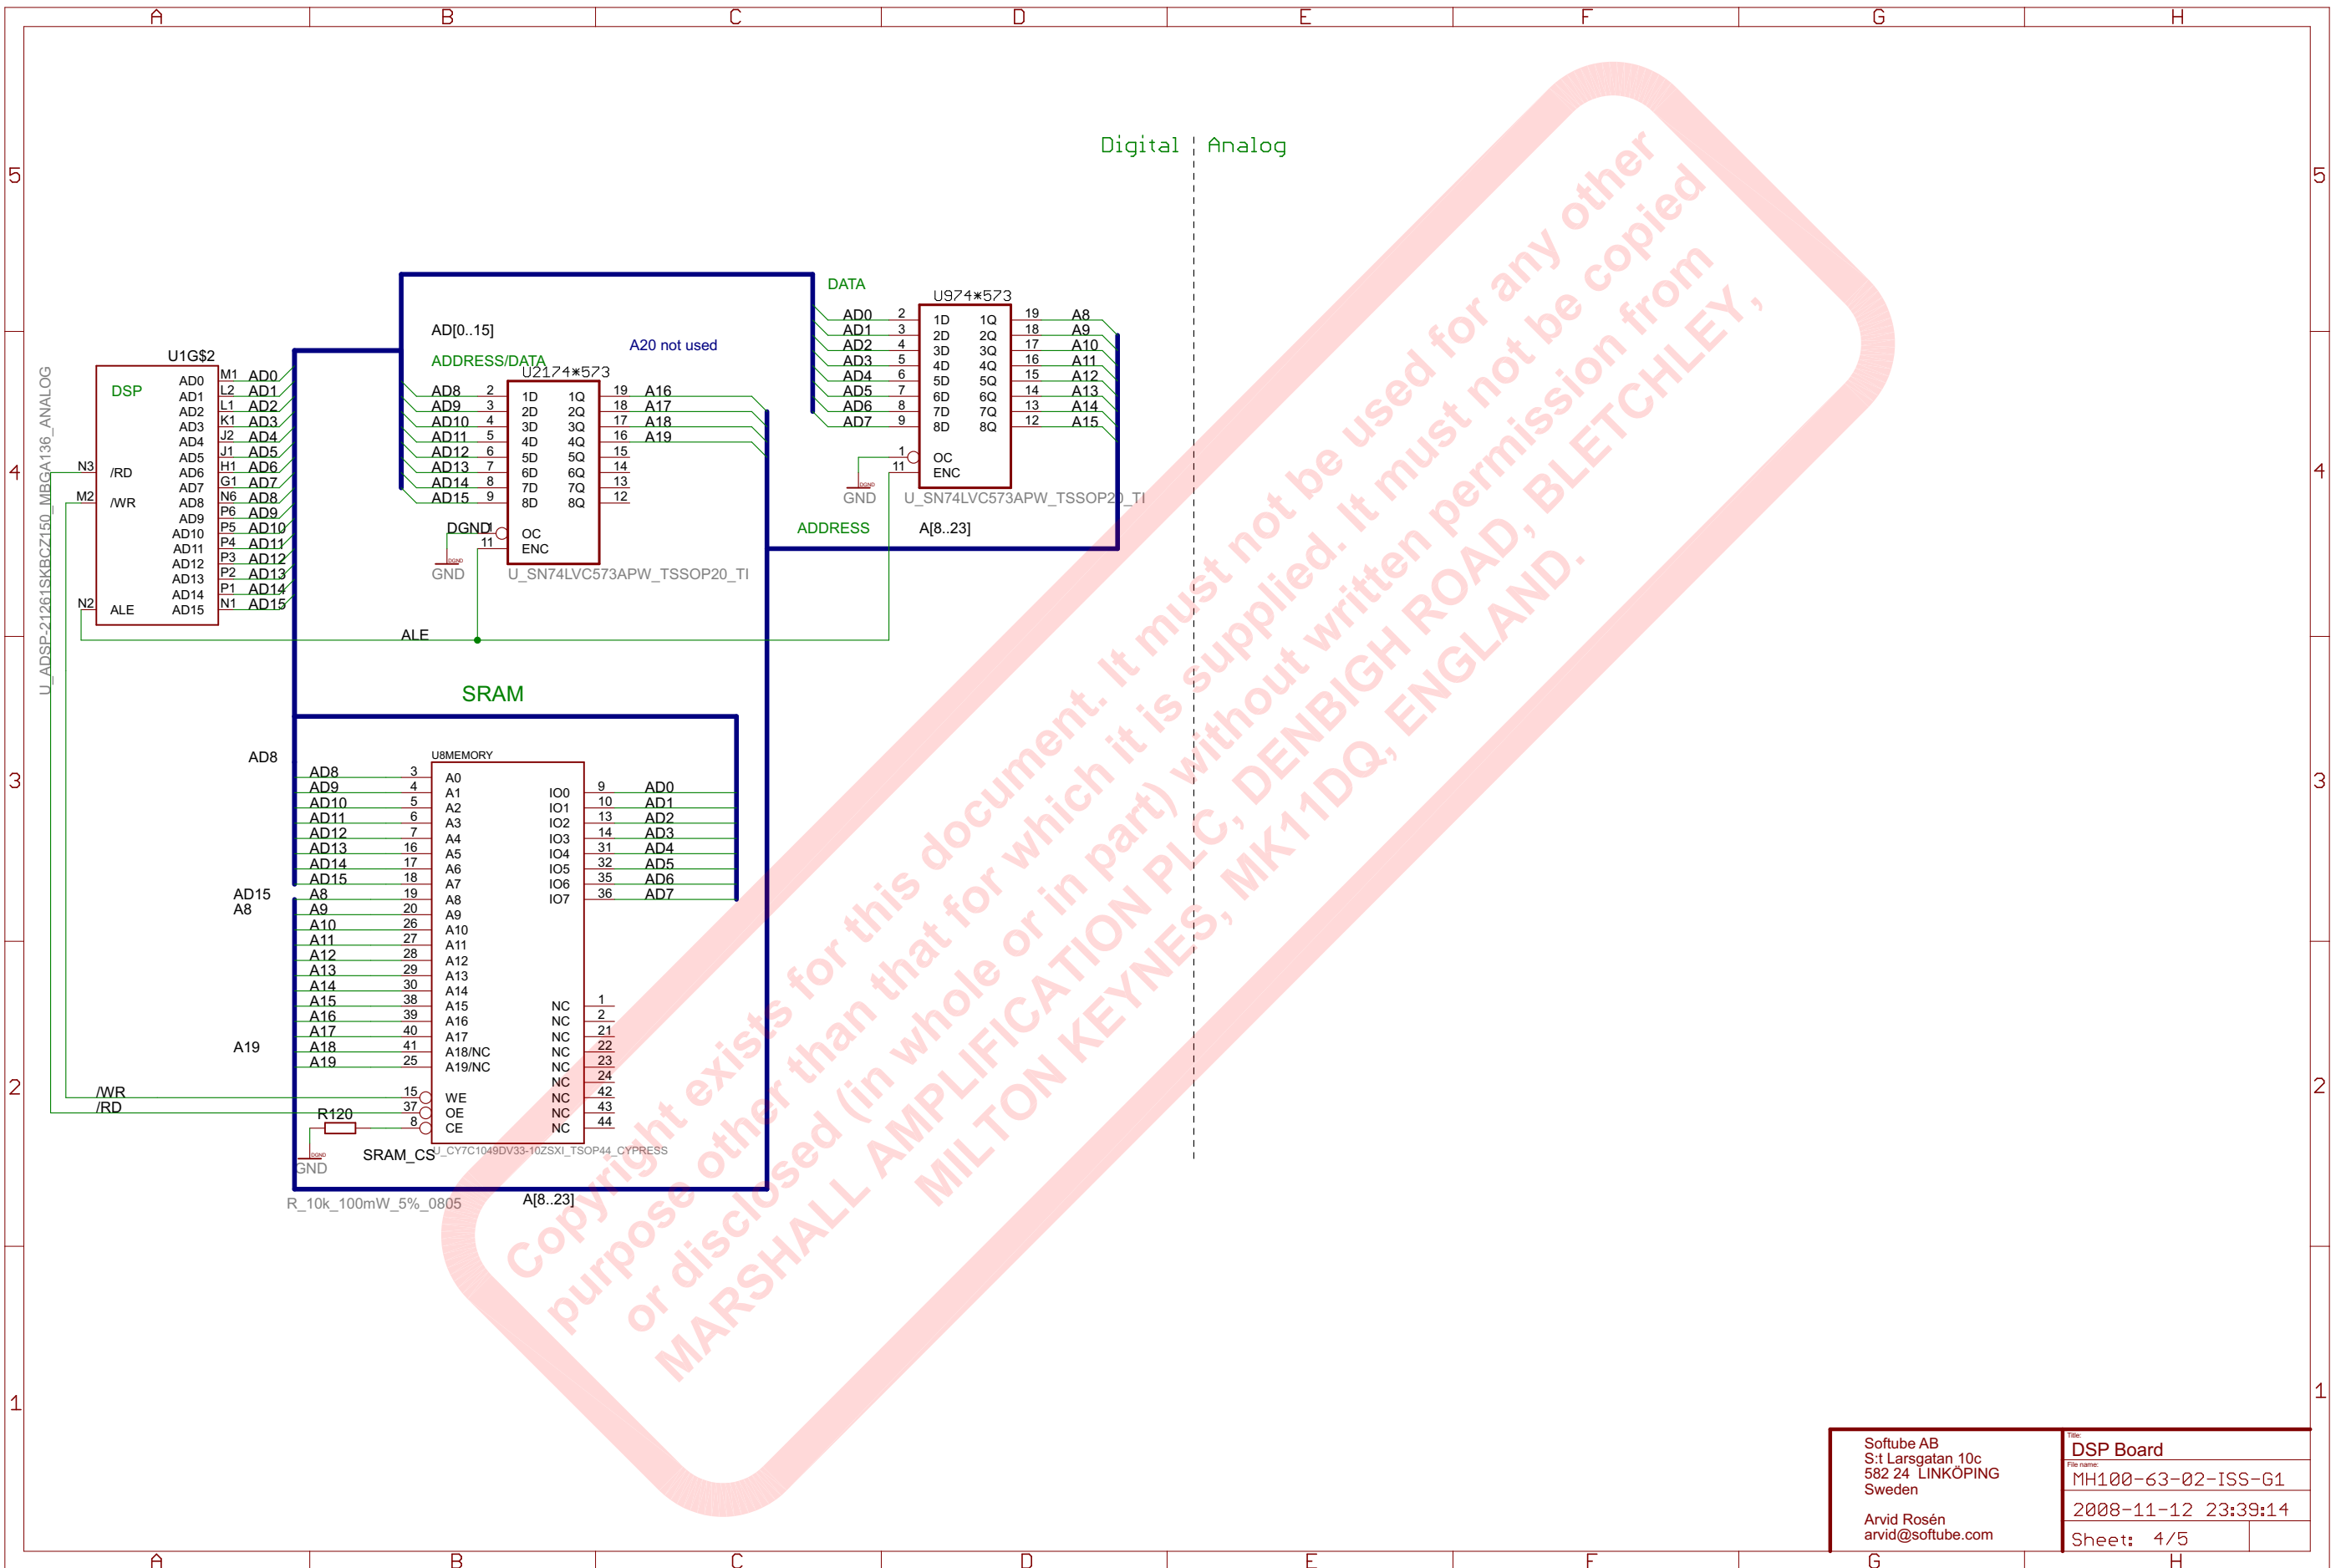 A B C D E F G H
5 5
4 4
3 3
2 2
1 1
A B C D E F G H
Digital Analog
U1G$2
DSP
U_ADSP-21261SKBCZ150_MBGA136_ANALOG
AD0 M1 AD0
AD1 L2 AD1
AD2 L1 AD2
AD3 K1 AD3
AD4 J2 AD4
AD5 J1 AD5
N3 /RD AD6 H1 AD6
AD7 G1 AD7
M2 /WR AD8 N6 AD8
AD9 P6 AD9
AD10 P5 AD10
AD11 P4 AD11
AD12 P3 AD12
AD13 P2 AD13
AD14 P1 AD14
N2 ALE AD15 N1 AD15
AD[0..15]
ADDRESS/DATA
A20 not used
U2174*573
AD8 2 1D 1Q 19 A16
AD9 3 2D 2Q 18 A17
AD10 4 3D 3Q 17 A18
AD11 5 4D 4Q 16 A19
AD12 6 5D 5Q 15
AD13 7 6D 6Q 14
AD14 8 7D 7Q 13
AD15 9 8D 8Q 12
DGND 1 OC
11 ENC
DGND
GND
U_SN74LVC573APW_TSSOP20_TI
ALE
DATA
U974*573
AD0 2 1D 1Q 19 A8
AD1 3 2D 2Q 18 A9
AD2 4 3D 3Q 17 A10
AD3 5 4D 4Q 16 A11
AD4 6 5D 5Q 15 A12
AD5 7 6D 6Q 14 A13
AD6 8 7D 7Q 13 A14
AD7 9 8D 8Q 12 A15
1 OC
11 ENC
DGND
GND
U_SN74LVC573APW_TSSOP20_TI
ADDRESS A[8..23]
SRAM
U8MEMORY
AD8
AD8 3 A0
AD9 4 A1 IO0 9 AD0
AD10 5 A2 IO1 10 AD1
AD11 6 A3 IO2 13 AD2
AD12 7 A4 IO3 14 AD3
AD13 16 A5 IO4 31 AD4
AD14 17 A6 IO5 32 AD5
AD15 18 A7 IO6 35 AD6
AD15
A8 19 A8 IO7 36 AD7
A8
A9 20 A9
A10 26 A10
A11 27 A11
A12 28 A12
A13 29 A13
A14 30 A14
A15 38 A15 NC 1
A16 39 A16 NC 2
A17 40 A17 NC 21
A19
A18 41 A18/NC NC 22
A19 25 A19/NC NC 23
NC 24
/WR 15 WE NC 42
/RD 37 OE NC 43
R120 8 CE NC 44
DGND
GND
SRAM_CS
U_CY7C1049DV33-10ZSXI_TSOP44_CYPRESS
R_10k_100mW_5%_0805
A[8..23]
Copyright exists for this document. It must not be used for any other
purpose other than that for which it is supplied. It must not be copied
or disclosed (in whole or in part) without written permission from
MARSHALL AMPLIFICATION PLC, DENBIGH ROAD, BLETCHLEY,
MILTON KEYNES, MK11DQ, ENGLAND.
Softube AB
S:t Larsgatan 10c
582 24 LINKÖPING
Sweden
Arvid Rosén
arvid@softube.com
Title:
DSP Board
File name:
MH100-63-02-ISS-G1
2008-11-12 23:39:14
Sheet: 4/5